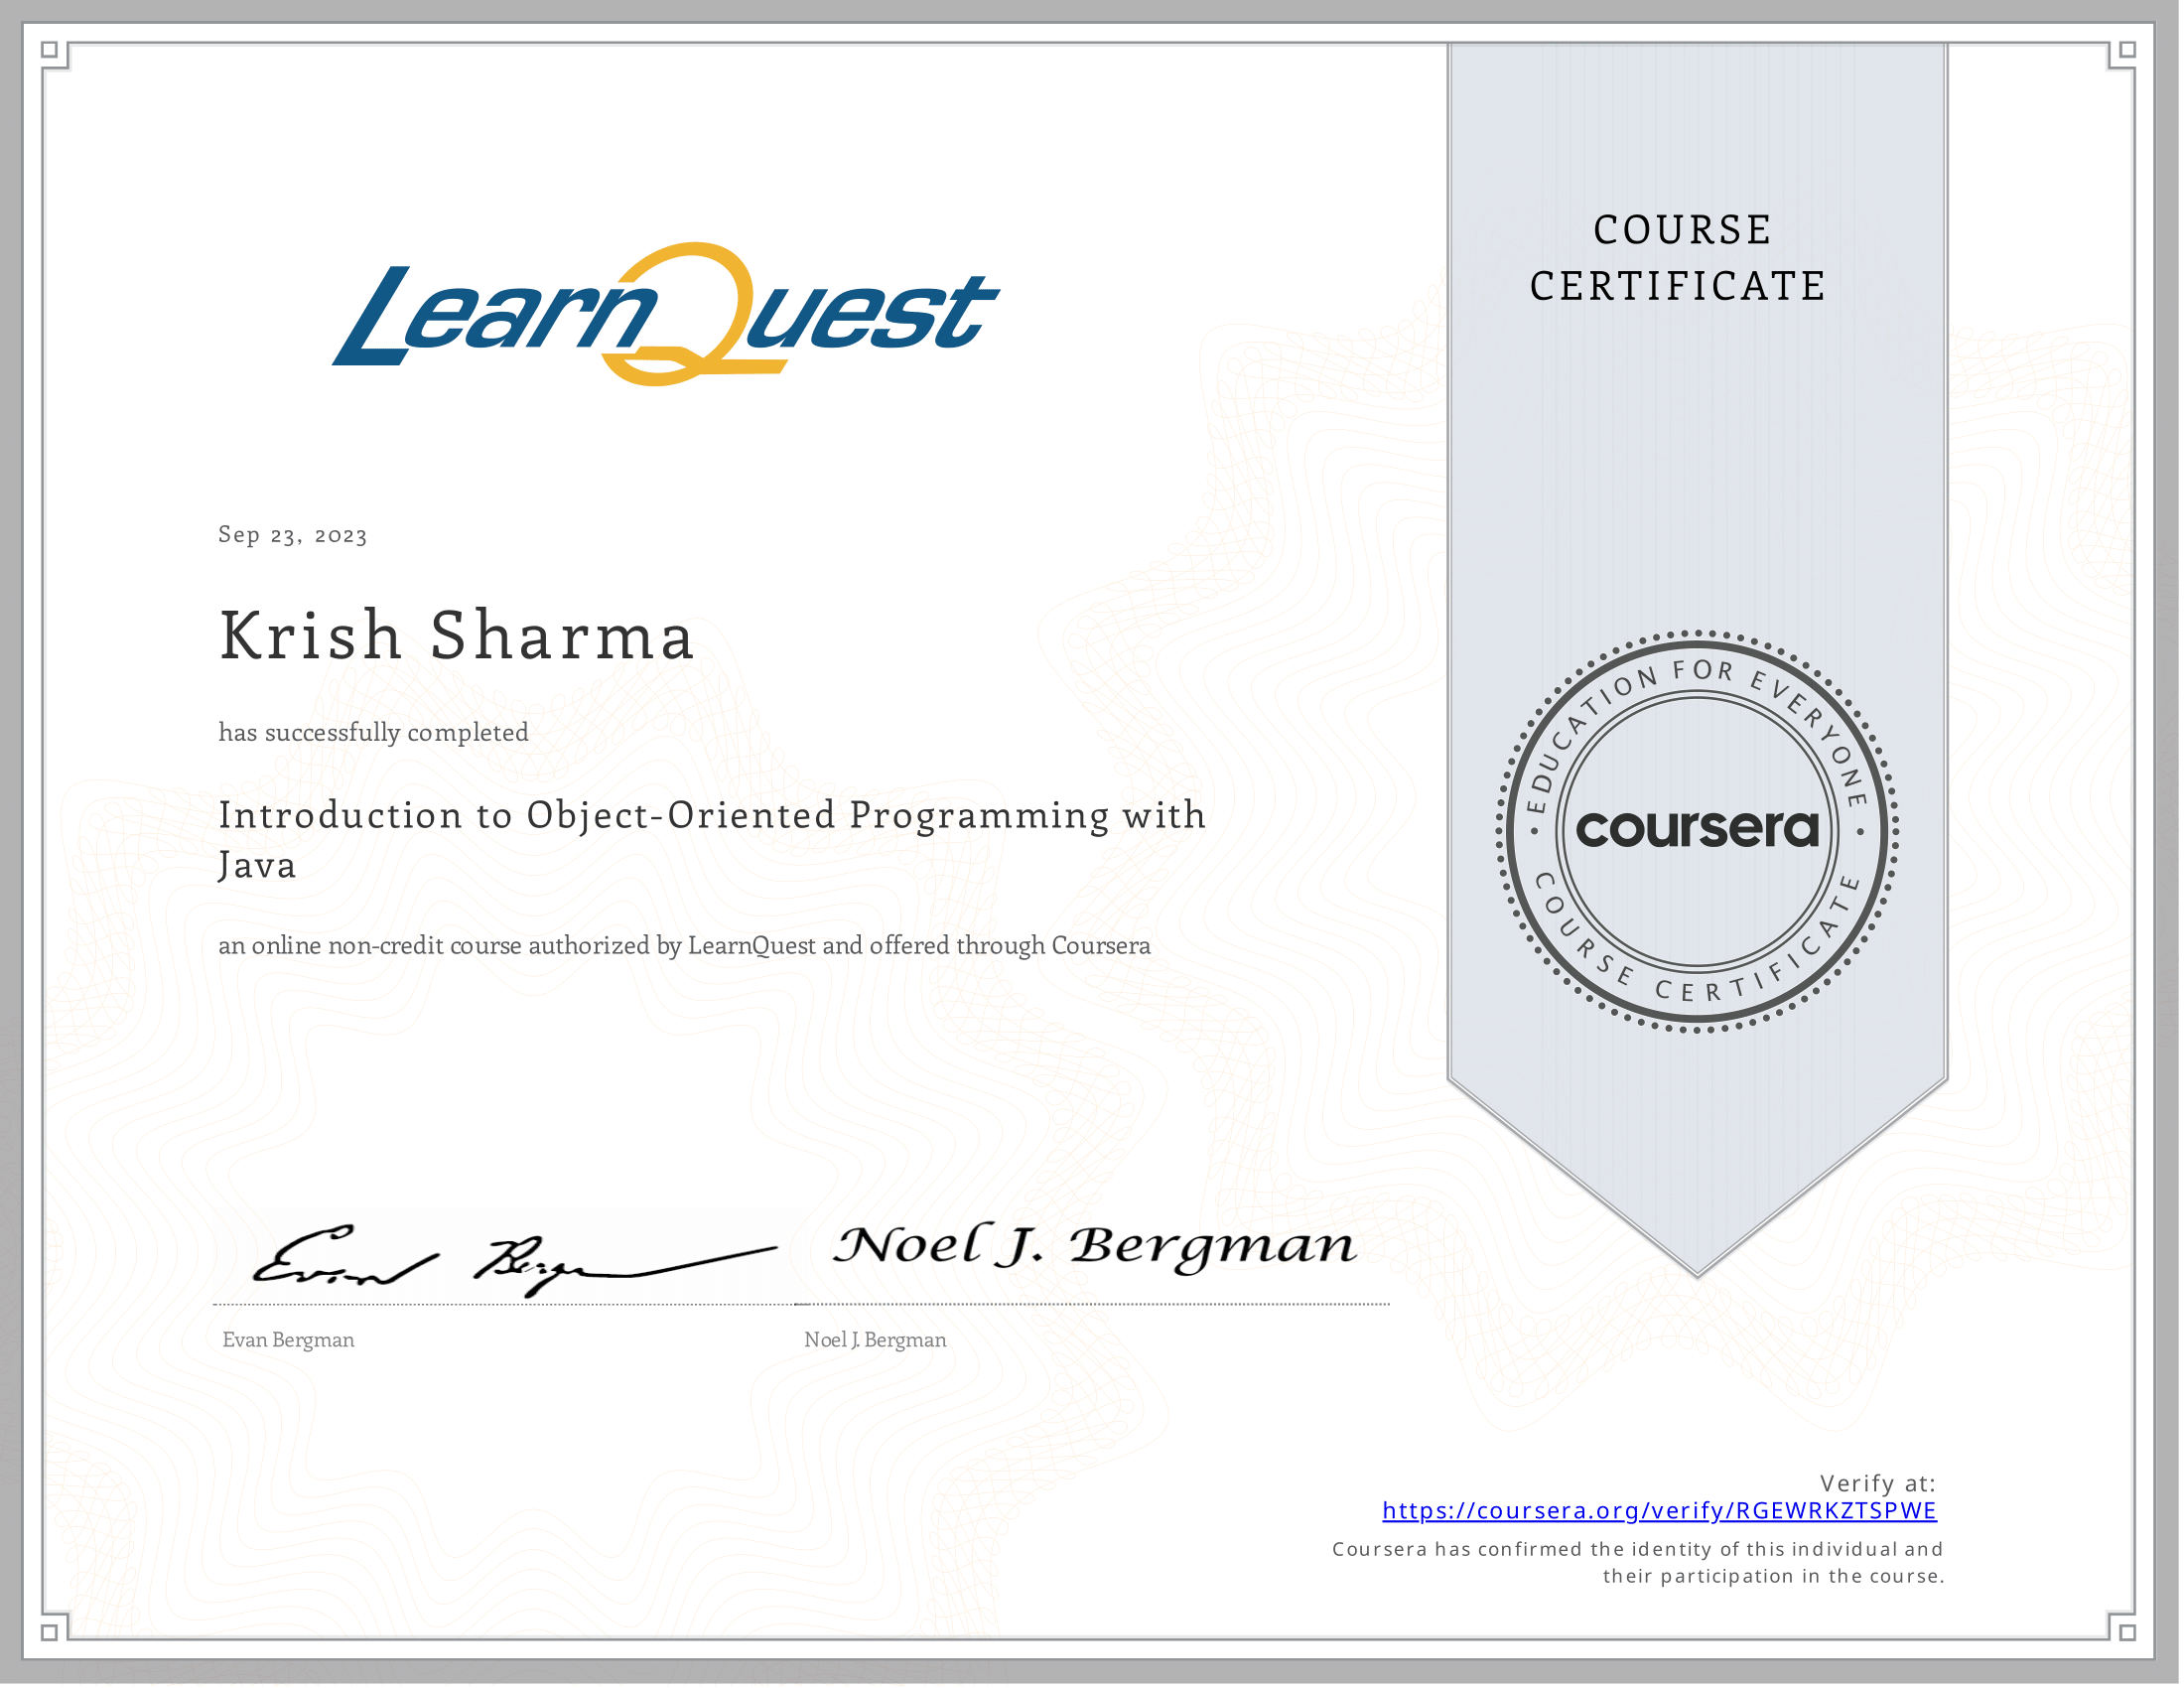 LearnQuest
COURSE
CERTIFICATE
Sep 23, 2023
Krish Sharma
has successfully completed
Introduction to Object-Oriented Programming with
Java
an online non-credit course authorized by LearnQuest and offered through Coursera
EDUCATION FOR EVERYONE
coursera
COURSE CERTIFICATE
Evan Bergman
Noel J. Bergman
Evan Bergman
Noel J. Bergman
Verify at:
https://coursera.org/verify/RGEWRKZTSPWE
Coursera has confirmed the identity of this individual and
their participation in the course.